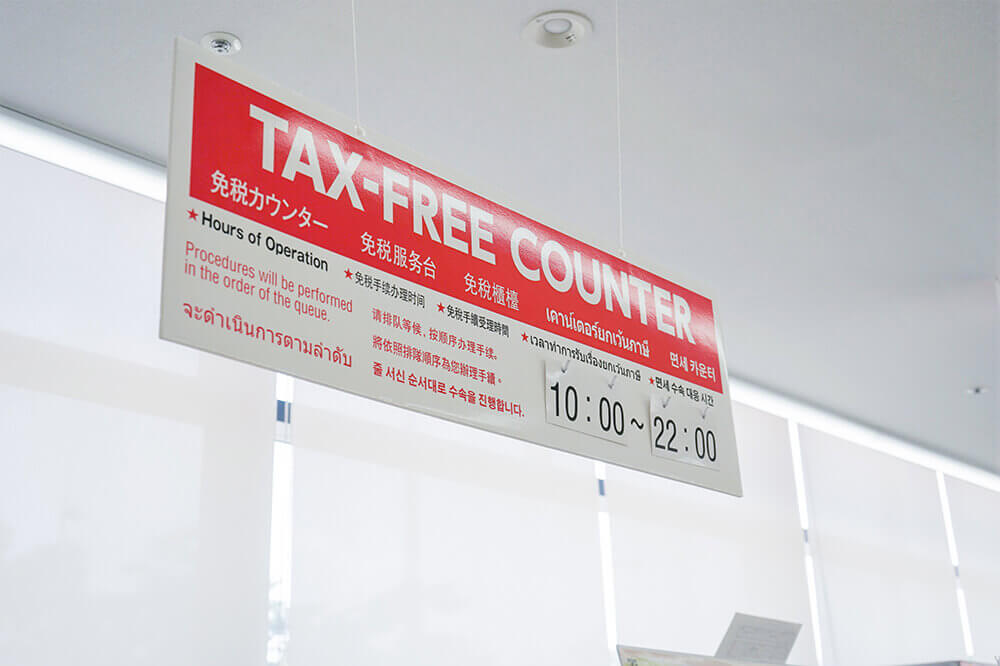 TAX-FREE COUNTER
免税カウンター
免税服务台
免稅櫃檯
เคาน์เตอร์ยกเว้นภาษี
면세 카운터
★Hours of Operation
★免税手续办理时间
★免稅手續受理時間
★เวลาทำการรับเรื่องยกเว้นภาษี
★면세 수속 대응 시간
Procedures will be performed
in the order of the queue.
จะดำเนินการตามลำดับ
请排队等候，按顺序办理手续。
將依照排隊順序為您辦理手續。
줄 서신 순서대로 수속을 진행합니다.
10:00~22:00